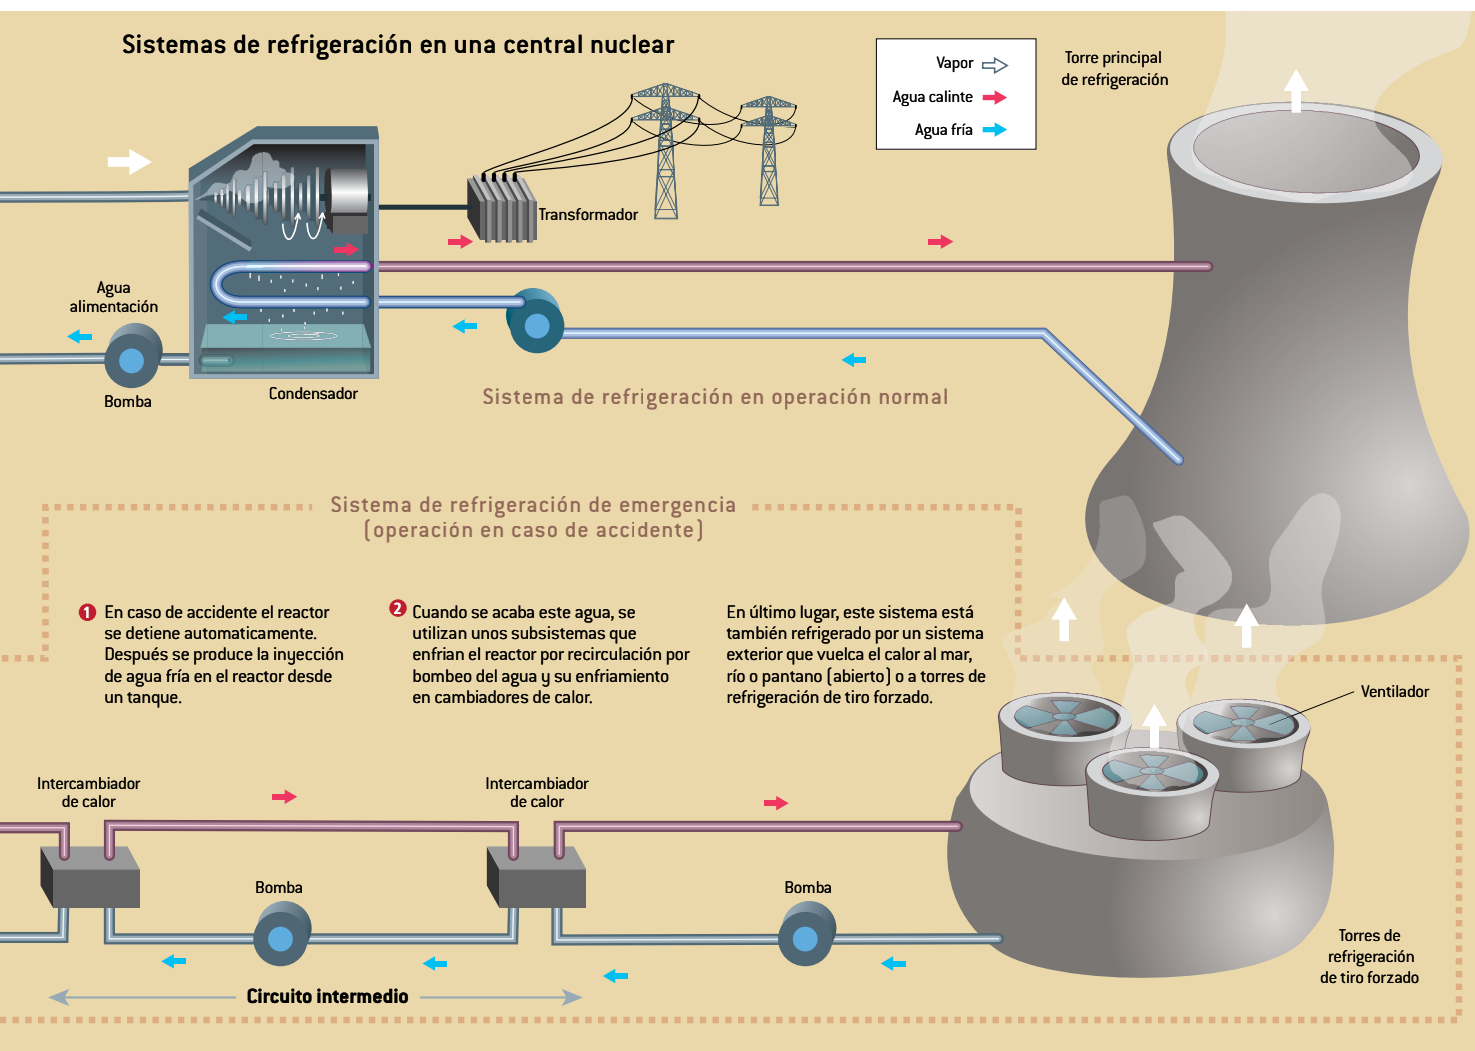 Sistemas de refrigeración en una central nuclear
Vapor
Agua calinte
Agua fría
Torre principal
de refrigeración
Transformador
Agua
alimentación
Bomba
Condensador
Sistema de refrigeración en operación normal
Sistema de refrigeración de emergencia
(operación en caso de accidente)
1 En caso de accidente el reactor
se detiene automaticamente.
Después se produce la inyección
de agua fría en el reactor desde
un tanque.
2 Cuando se acaba este agua, se
utilizan unos subsistemas que
enfrian el reactor por recirculación por
bombeo del agua y su enfriamiento
en cambiadores de calor.
En último lugar, este sistema está
también refrigerado por un sistema
exterior que vuelca el calor al mar,
río o pantano (abierto) o a torres de
refrigeración de tiro forzado.
Ventilador
Intercambiador
de calor
Intercambiador
de calor
Bomba
Bomba
Circuito intermedio
Torres de
refrigeración
de tiro forzado